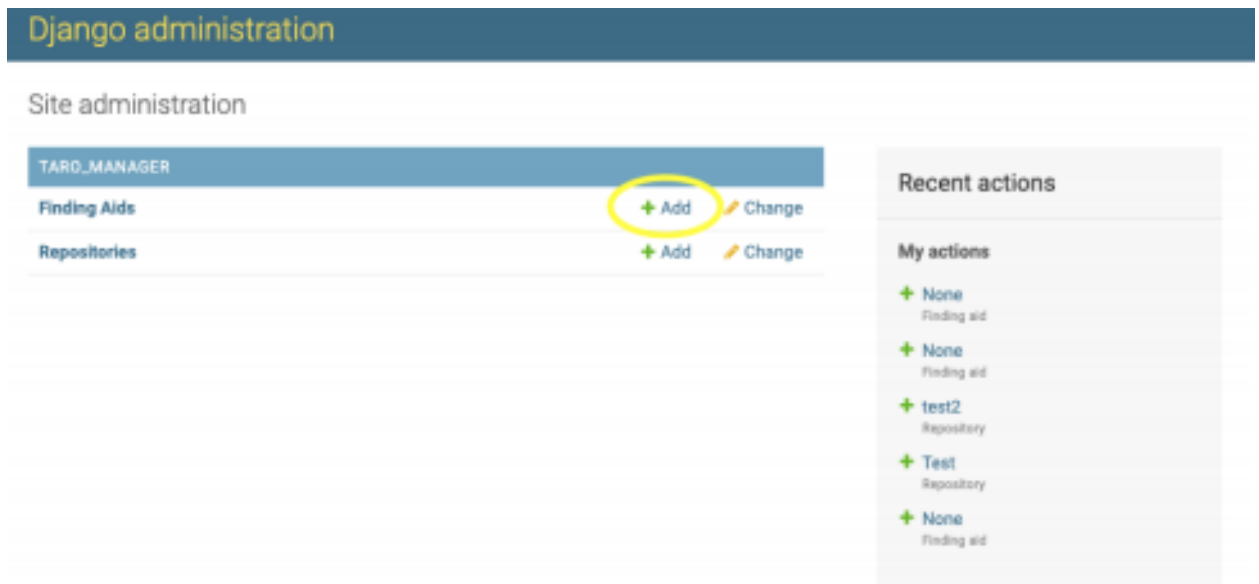 Django administration
Site administration
TARO_MANAGER
Finding Aids + Add Change
Repositories + Add Change
Recent actions
My actions
+ None
Finding aid
+ None
Finding aid
+ test2
Repository
+ Test
Repository
+ None
Finding aid